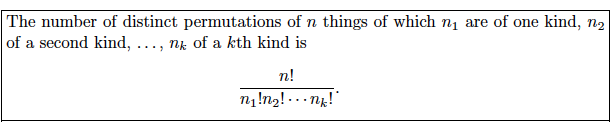 The number of distinct permutations of n things of which n₁ are of one kind, n₂
of a second kind, ..., nₖ of a kth kind is
n!
n₁!n₂! ⋯ nₖ!.